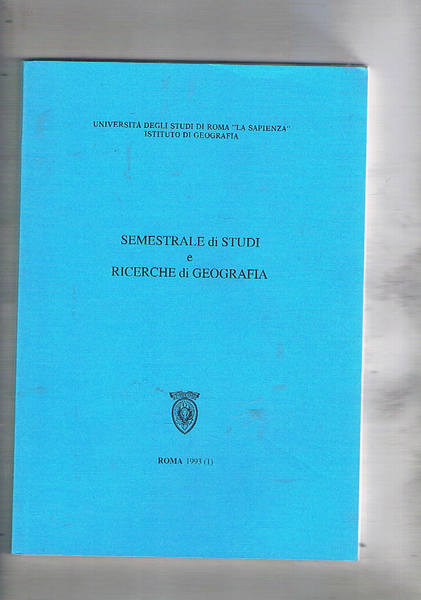 UNIVERSITÀ DEGLI STUDI DI ROMA "LA SAPIENZA"
ISTITUTO DI GEOGRAFIA
SEMESTRALE di STUDI
e
RICERCHE di GEOGRAFIA
ROMA 1993 (1)